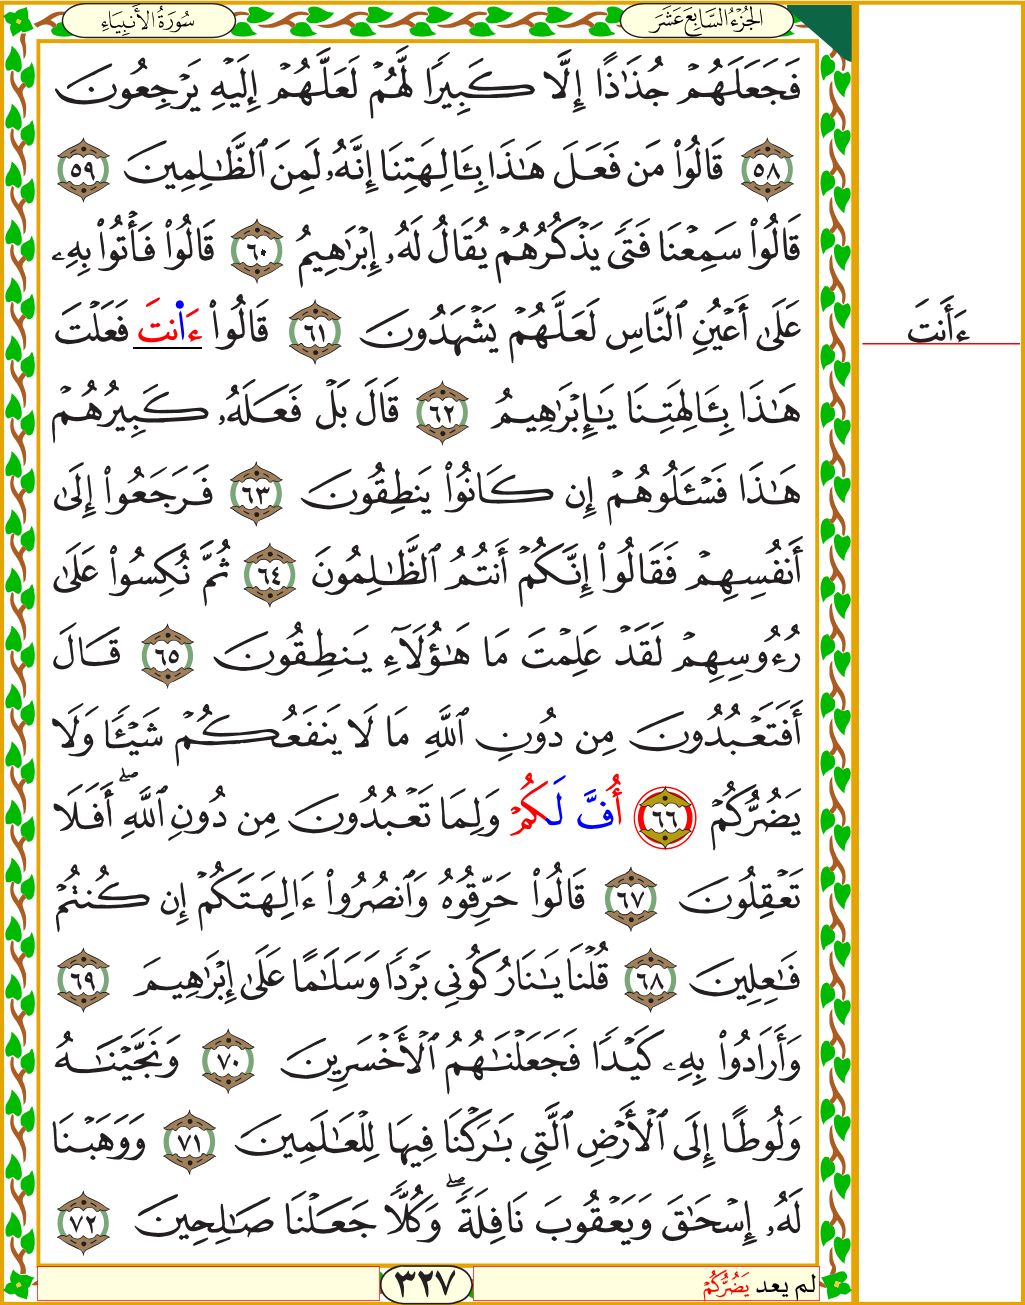 الجُزْءُ السَّابِعَ عَشَرَ
سُورَةُ الأَنبِيَاءِ
فَجَعَلَهُمْ جُذَٰذًا إِلَّا كَبِيرًا لَّهُمْ لَعَلَّهُمْ إِلَيْهِ يَرْجِعُونَ
٥٨ قَالُوا۟ مَن فَعَلَ هَٰذَا بِـَٔالِهَتِنَا إِنَّهُۥ لَمِنَ ٱلظَّٰلِمِينَ ٥٩
قَالُوا۟ سَمِعْنَا فَتًى يَذْكُرُهُمْ يُقَالُ لَهُۥ إِبْرَٰهِيمُ ٦٠ قَالُوا۟ فَأْتُوا۟ بِهِۦ
عَلَىٰ أَعْيُنِ ٱلنَّاسِ لَعَلَّهُمْ يَشْهَدُونَ ٦١ قَالُوا۟ ءَا۬نتَ فَعَلْتَ
ءَأَنتَ
هَٰذَا بِـَٔالِهَتِنَا يَٰإِبْرَٰهِيمُ ٦٢ قَالَ بَلْ فَعَلَهُۥ كَبِيرُهُمْ
هَٰذَا فَسْـَٔلُوهُمْ إِن كَانُوا۟ يَنطِقُونَ ٦٣ فَرَجَعُوا۟ إِلَىٰ
أَنفُسِهِمْ فَقَالُوا۟ إِنَّكُمْ أَنتُمُ ٱلظَّٰلِمُونَ ٦٤ ثُمَّ نُكِسُوا۟ عَلَىٰ
رُءُوسِهِمْ لَقَدْ عَلِمْتَ مَا هَٰؤُلَآءِ يَنطِقُونَ ٦٥ قَالَ
أَفَتَعْبُدُونَ مِن دُونِ ٱللَّهِ مَا لَا يَنفَعُكُمْ شَيْـًٔا وَلَا
يَضُرُّكُمْ ٦٦ أُفَّ لَكُمْ وَلِمَا تَعْبُدُونَ مِن دُونِ ٱللَّهِ ۖ أَفَلَا
تَعْقِلُونَ ٦٧ قَالُوا۟ حَرِّقُوهُ وَٱنصُرُوا۟ ءَالِهَتَكُمْ إِن كُنتُمْ
فَٰعِلِينَ ٦٨ قُلْنَا يَٰنَارُ كُونِي بَرْدًا وَسَلَٰمًا عَلَىٰ إِبْرَٰهِيمَ ٦٩
وَأَرَادُوا۟ بِهِۦ كَيْدًا فَجَعَلْنَٰهُمُ ٱلْأَخْسَرِينَ ٧٠ وَنَجَّيْنَٰهُ
وَلُوطًا إِلَى ٱلْأَرْضِ ٱلَّتِي بَٰرَكْنَا فِيهَا لِلْعَٰلَمِينَ ٧١ وَوَهَبْنَا
لَهُۥ إِسْحَٰقَ وَيَعْقُوبَ نَافِلَةً ۖ وَكُلًّا جَعَلْنَا صَٰلِحِينَ ٧٢
لم يعد يَضُرُّكُمْ
٣٢٧